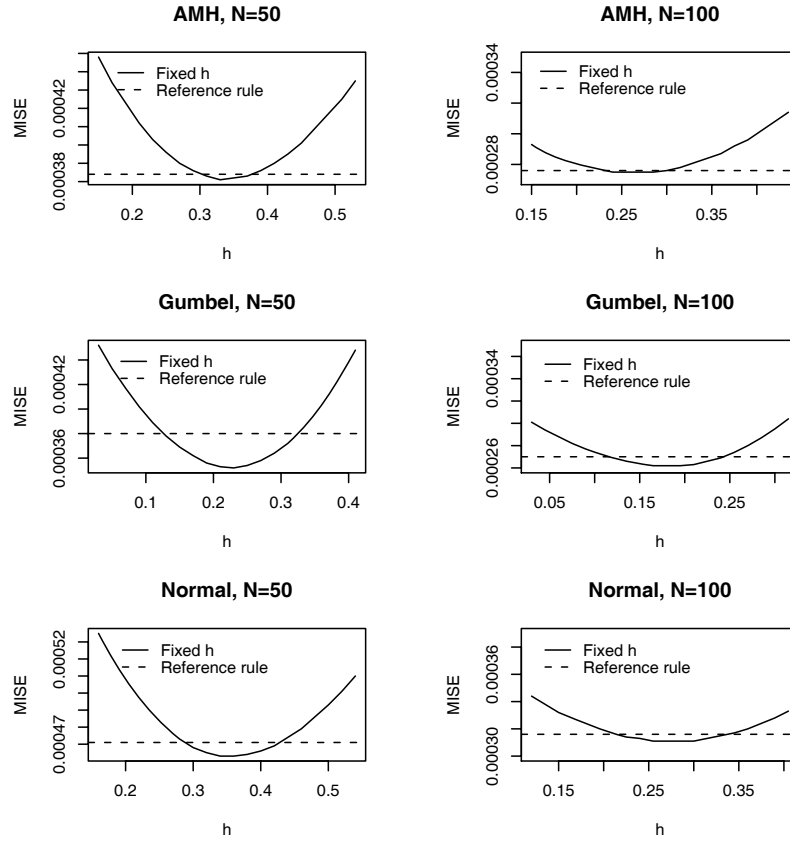 AMH, N=50
MISE
0.00038 0.00042
Fixed h
Reference rule
0.2 0.3 0.4 0.5
h
AMH, N=100
MISE
0.00028 0.00034
Fixed h
Reference rule
0.15 0.25 0.35
h
Gumbel, N=50
MISE
0.00036 0.00042
Fixed h
Reference rule
0.1 0.2 0.3 0.4
h
Gumbel, N=100
MISE
0.00026 0.00034
Fixed h
Reference rule
0.05 0.15 0.25
h
Normal, N=50
MISE
0.00047 0.00052
Fixed h
Reference rule
0.2 0.3 0.4 0.5
h
Normal, N=100
MISE
0.00030 0.00036
Fixed h
Reference rule
0.15 0.25 0.35
h